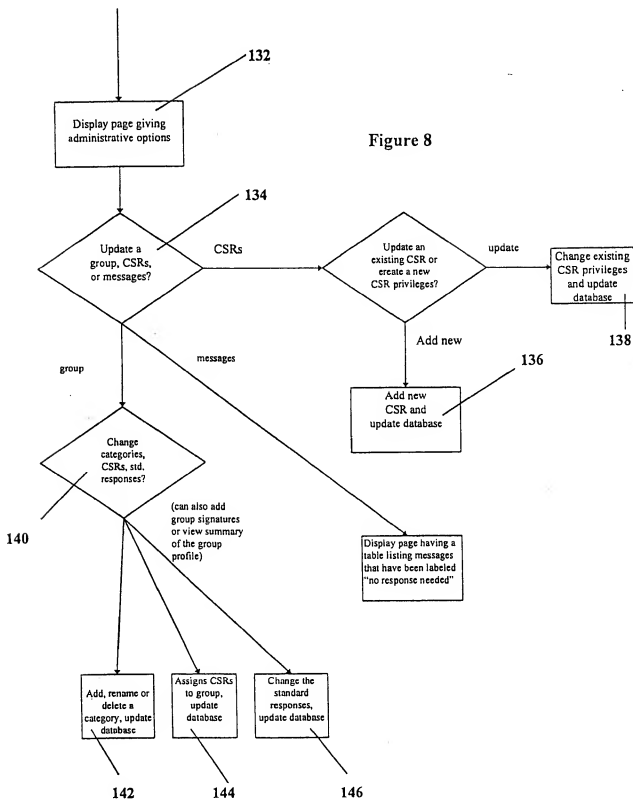 132
Display page giving
administrative options
Figure 8
134
Update a
group, CSRs,
or messages?
CSRs
Update an
existing CSR or
create a new
CSR privileges?
update
Change existing
CSR privileges
and update
database
138
Add new
136
Add new
CSR and
update database
group
messages
Change
categories,
CSRs, std.
responses?
140
(can also add
group signatures
or view summary
of the group
profile)
Display page having a
table listing messages
that have been labeled
"no response needed"
Add, rename or
delete a
category, update
database
Assigns CSRs
to group,
update
database
Change the
standard
responses,
update database
142
144
146